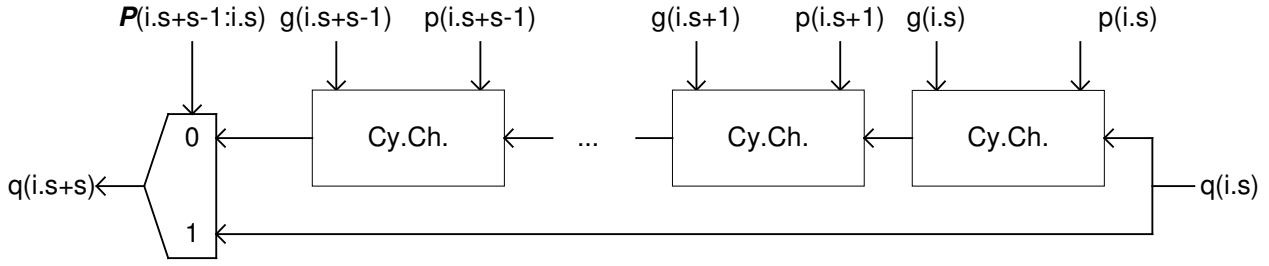 P(i.s+s-1:i.s) g(i.s+s-1) p(i.s+s-1) g(i.s+1) p(i.s+1) g(i.s) p(i.s)
0 Cy.Ch. ... Cy.Ch. Cy.Ch.
q(i.s+s) q(i.s)
1